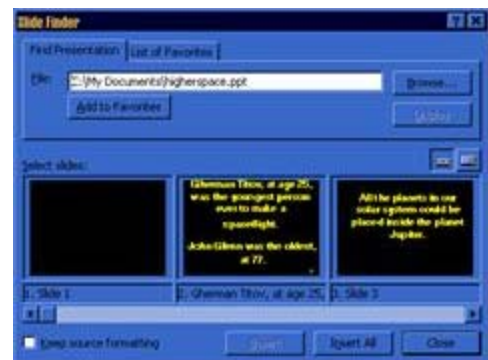 Slide Finder
Find Presentation
List of Favorites
File:
C:\My Documents\higherspace.ppt
Browse...
Add to Favorites
Display
Select slides:
Gherman Titov, at age 25,
was the youngest person
ever to make a
spaceflight.
John Glenn was the oldest,
at 77.
All the planets in our
solar system could be
placed inside the planet
Jupiter.
1. Slide 1
2. Gherman Titov, at age 25,
3. Slide 3
Keep source formatting
Insert
Insert All
Close